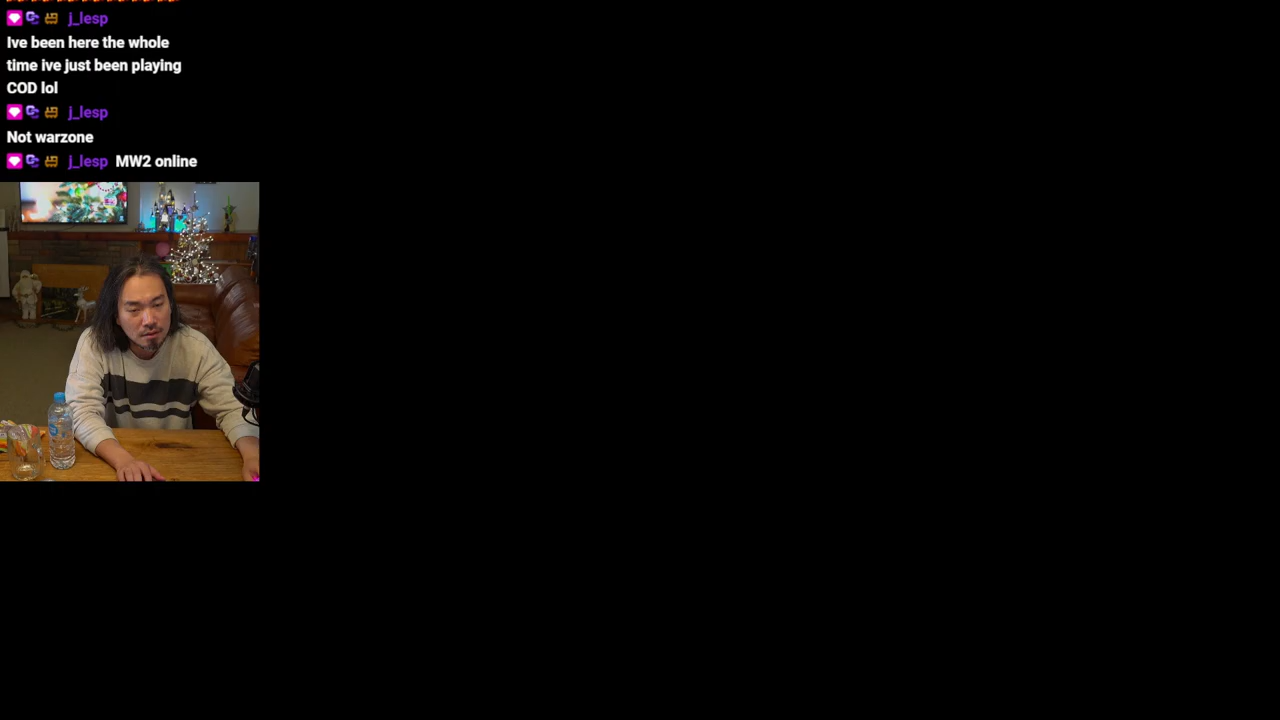 j_lesp
Ive been here the whole
time ive just been playing
COD lol
j_lesp
Not warzone
j_lesp MW2 online